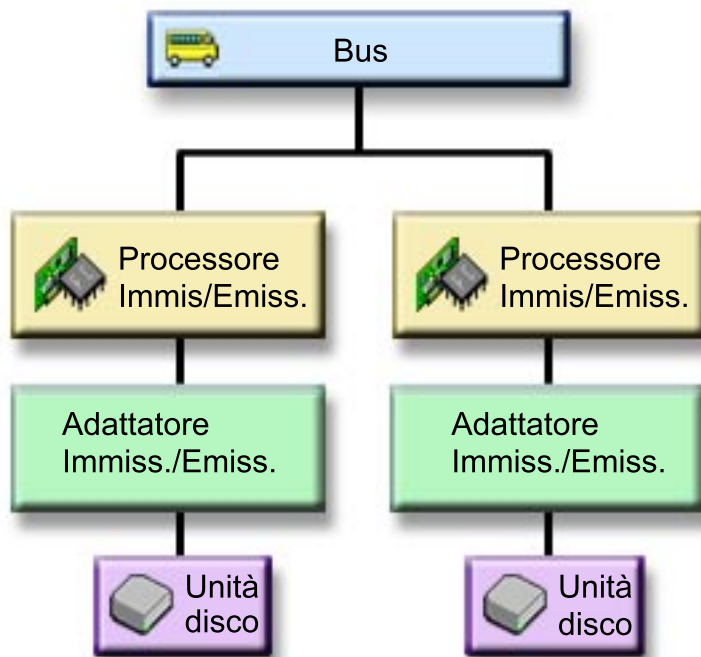 Bus
Processore
Immis/Emiss.
Processore
Immis/Emiss.
Adattatore
Immiss./Emiss.
Adattatore
Immiss./Emiss.
Unità
disco
Unità
disco